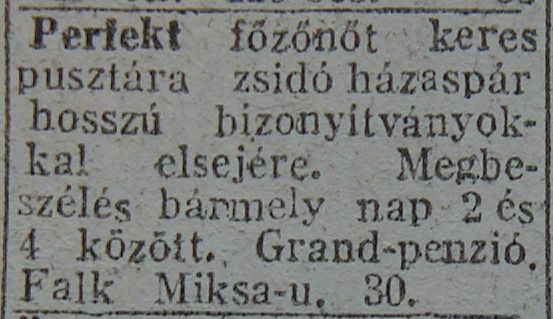 Perfekt főzőnőt keres
pusztára zsidó házaspár
hosszú bizonyítványok-
kal elsejére. Megbe-
szélés bármely nap 2 és
4 között. Grand-penzió.
Falk Miksa-u. 30.